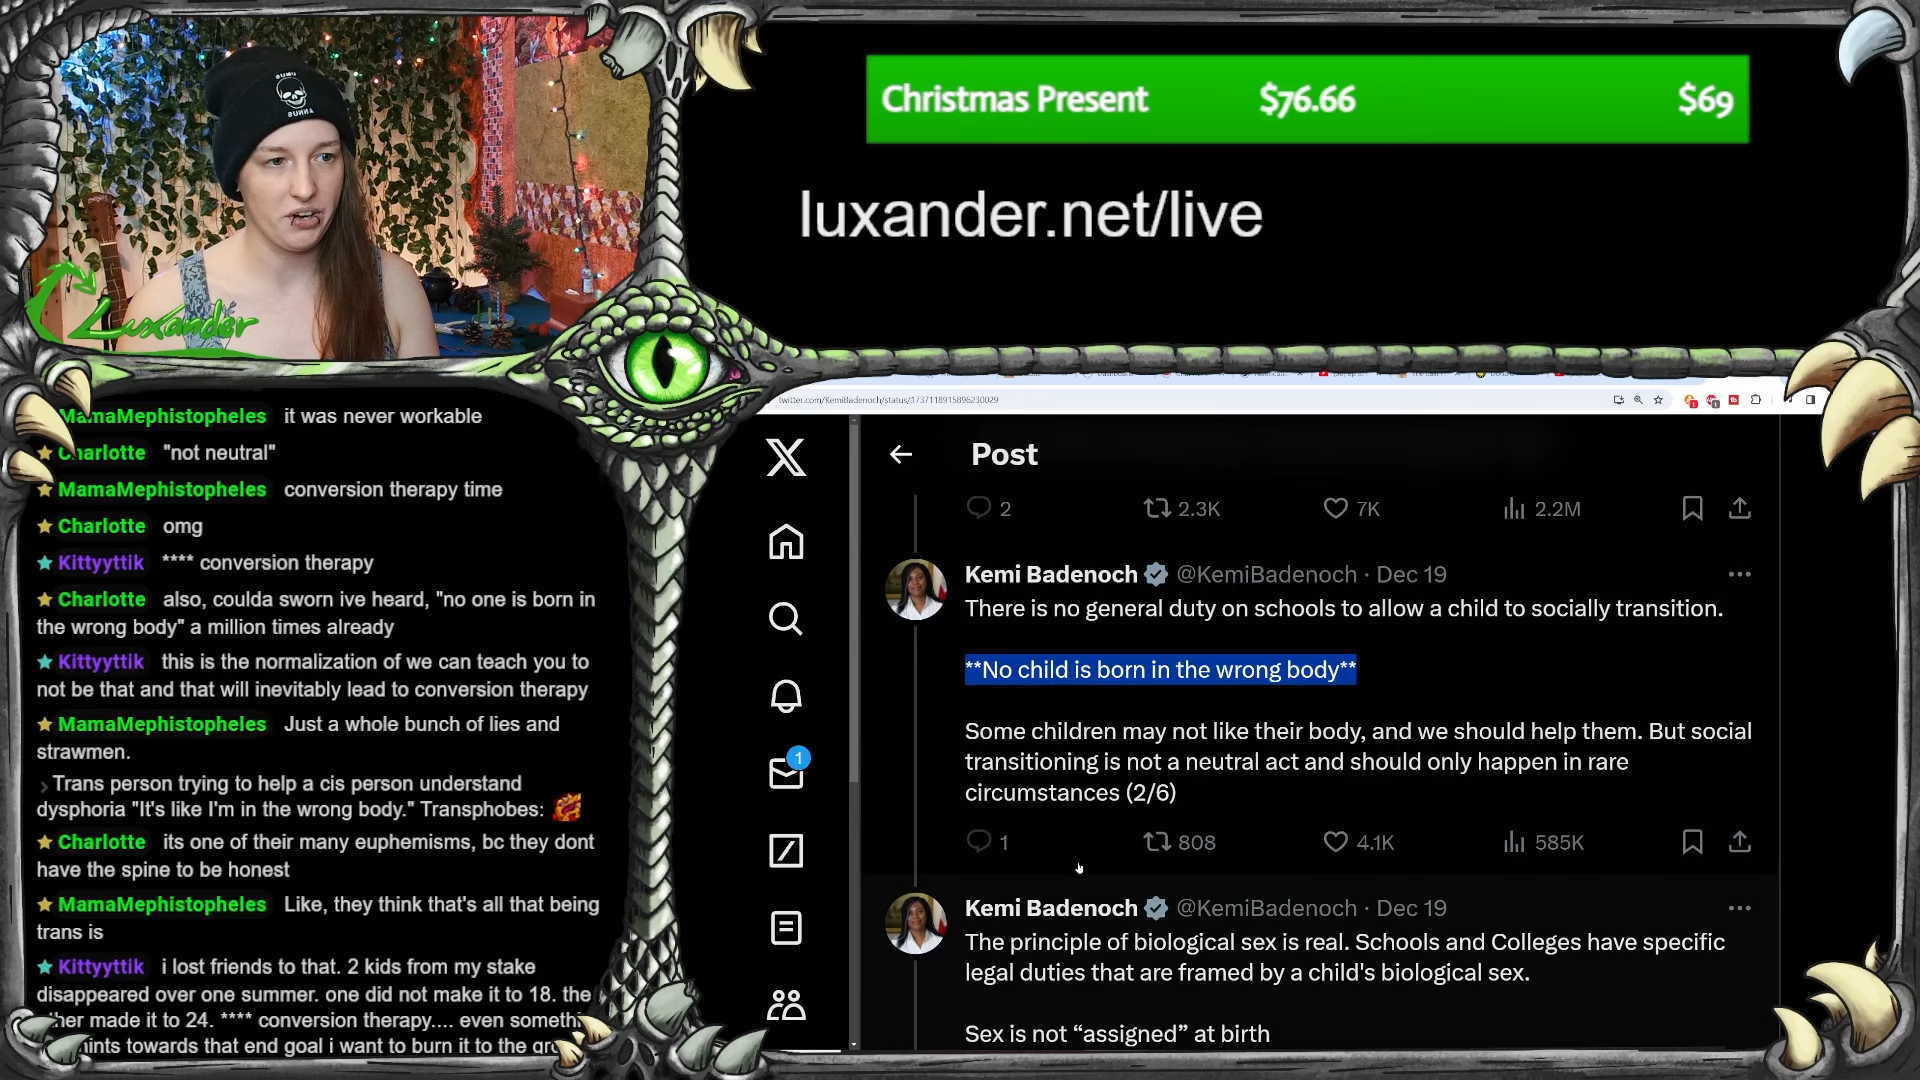 Christmas Present $76.66 $69
luxander.net/live
Luxander
MamaMephistopheles it was never workable
Charlotte "not neutral"
MamaMephistopheles conversion therapy time
Charlotte omg
Kittyyttik **** conversion therapy
Charlotte also, coulda sworn ive heard, "no one is born in
the wrong body" a million times already
Kittyyttik this is the normalization of we can teach you to
not be that and that will inevitably lead to conversion therapy
MamaMephistopheles Just a whole bunch of lies and
strawmen.
Trans person trying to help a cis person understand
dysphoria "It's like I'm in the wrong body." Transphobes:
Charlotte its one of their many euphemisms, bc they dont
have the spine to be honest
MamaMephistopheles Like, they think that's all that being
trans is
Kittyyttik i lost friends to that. 2 kids from my stake
disappeared over one summer. one did not make it to 18. the
made it to 24. **** conversion therapy.... even
towards that end goal i want to burn it to the
twitter.com/KemiBadenoch/status/1737118915896230029
1
Post
2 2.3K 7K 2.2M
Kemi Badenoch @KemiBadenoch · Dec 19
There is no general duty on schools to allow a child to socially transition.
**No child is born in the wrong body**
Some children may not like their body, and we should help them. But social
transitioning is not a neutral act and should only happen in rare
circumstances (2/6)
1 808 4.1K 585K
Kemi Badenoch @KemiBadenoch · Dec 19
The principle of biological sex is real. Schools and Colleges have specific
legal duties that are framed by a child's biological sex.
Sex is not “assigned” at birth